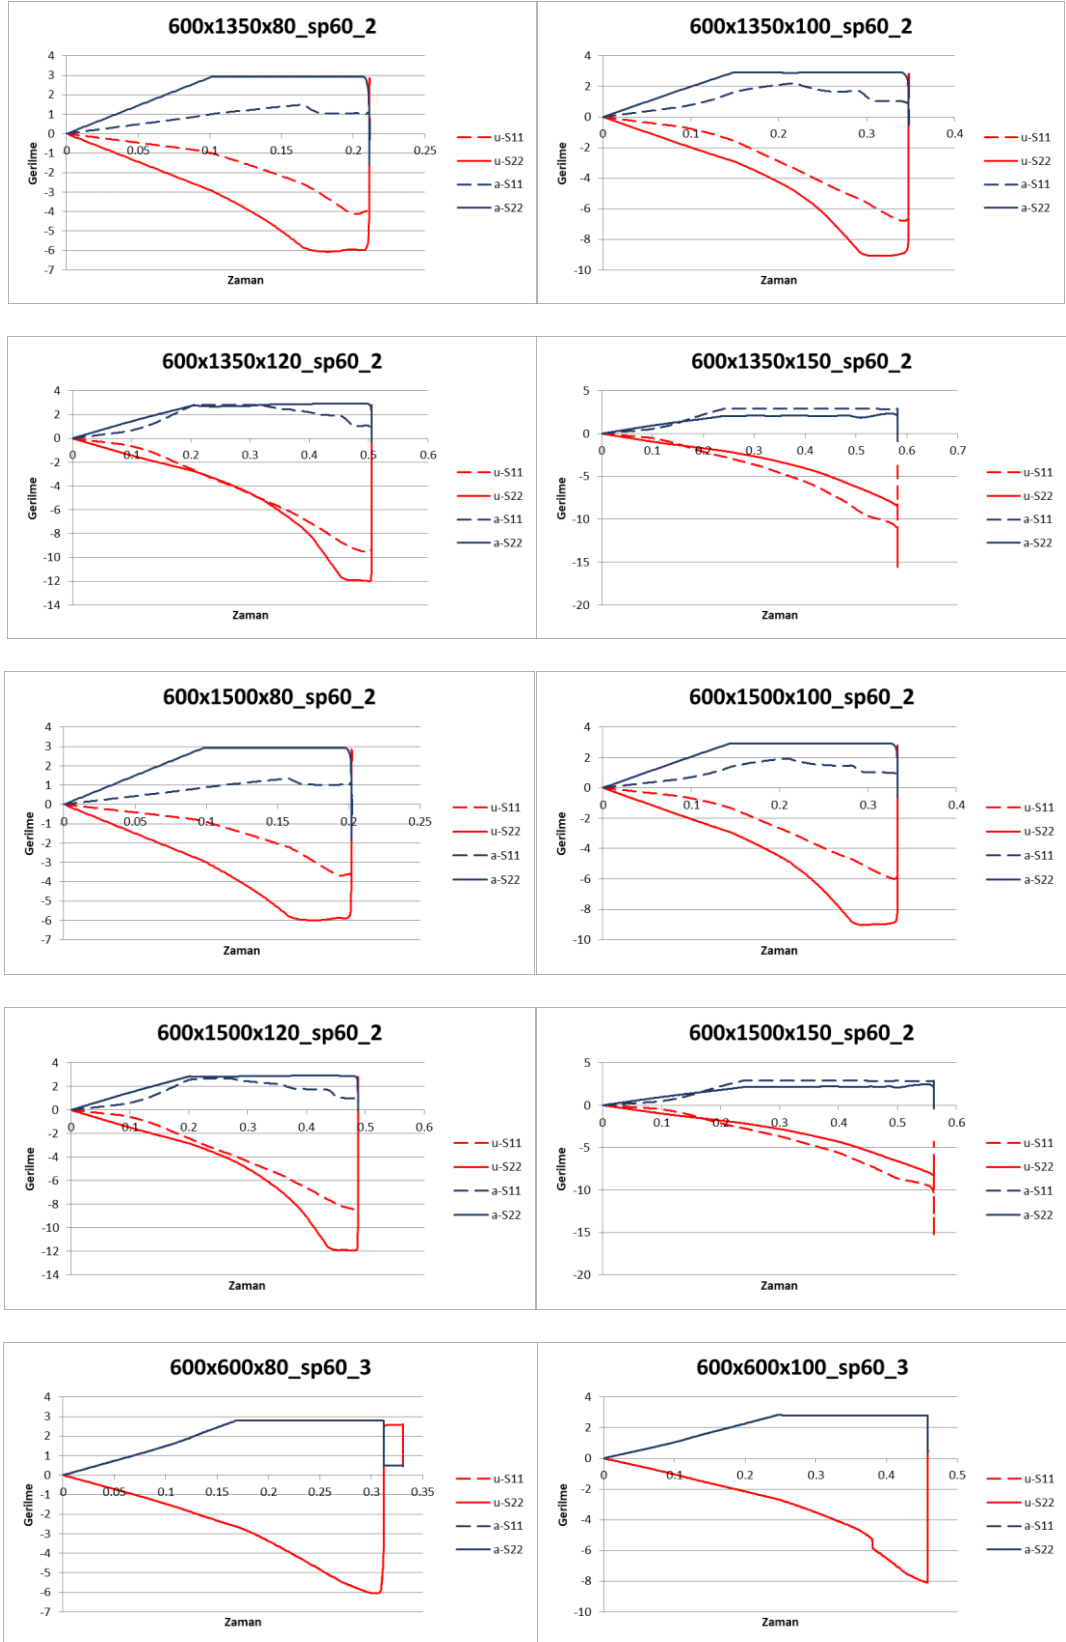 600x1350x80_sp60_2
4
3
2
1
0
-1
-2
-3
-4
-5
-6
-7
0 0.05 0.1 0.15 0.2 0.25
Gerilme
Zaman
u-S11
u-S22
a-S11
a-S22
600x1350x100_sp60_2
4
2
0
-2
-4
-6
-8
-10
0 0.1 0.2 0.3 0.4
Gerilme
Zaman
u-S11
u-S22
a-S11
a-S22
600x1350x120_sp60_2
4
2
0
-2
-4
-6
-8
-10
-12
-14
0 0.1 0.2 0.3 0.4 0.5 0.6
Gerilme
Zaman
u-S11
u-S22
a-S11
a-S22
600x1350x150_sp60_2
5
0
-5
-10
-15
-20
0 0.1 0.2 0.3 0.4 0.5 0.6 0.7
Gerilme
Zaman
u-S11
u-S22
a-S11
a-S22
600x1500x80_sp60_2
4
3
2
1
0
-1
-2
-3
-4
-5
-6
-7
0 0.05 0.1 0.15 0.2 0.25
Gerilme
Zaman
u-S11
u-S22
a-S11
a-S22
600x1500x100_sp60_2
4
2
0
-2
-4
-6
-8
-10
0 0.1 0.2 0.3 0.4
Gerilme
Zaman
u-S11
u-S22
a-S11
a-S22
600x1500x120_sp60_2
4
2
0
-2
-4
-6
-8
-10
-12
-14
0 0.1 0.2 0.3 0.4 0.5 0.6
Gerilme
Zaman
u-S11
u-S22
a-S11
a-S22
600x1500x150_sp60_2
5
0
-5
-10
-15
-20
0 0.1 0.2 0.3 0.4 0.5 0.6
Gerilme
Zaman
u-S11
u-S22
a-S11
a-S22
600x600x80_sp60_3
4
3
2
1
0
-1
-2
-3
-4
-5
-6
-7
0 0.05 0.1 0.15 0.2 0.25 0.3 0.35
Gerilme
Zaman
u-S11
u-S22
a-S11
a-S22
600x600x100_sp60_3
4
2
0
-2
-4
-6
-8
-10
0 0.1 0.2 0.3 0.4 0.5
Gerilme
Zaman
u-S11
u-S22
a-S11
a-S22